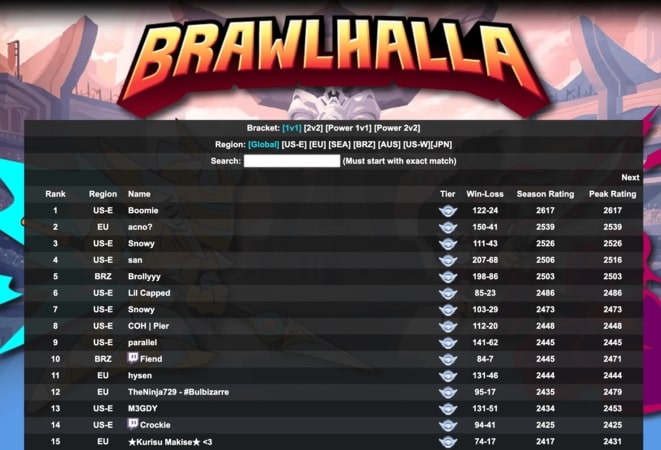 BRAWLHALLA
Bracket: [1v1] [2v2] [Power 1v1] [Power 2v2]
Region: [Global] [US-E] [EU] [SEA] [BRZ] [AUS] [US-W][JPN]
Search: (Must start with exact match)
Next
Rank Region Name Tier Win-Loss Season Rating Peak Rating
1 US-E Boomie 122-24 2617 2617
2 EU acno? 150-41 2539 2539
3 US-E Snowy 111-43 2526 2526
4 US-E san 207-68 2506 2516
5 BRZ Brollyyy 198-86 2503 2503
6 US-E Lil Capped 85-23 2486 2486
7 US-E Snowy 103-29 2473 2473
8 US-E COH | Pier 112-20 2448 2448
9 US-E parallel 141-62 2445 2445
10 BRZ Fiend 84-7 2445 2471
11 EU hysen 131-46 2444 2444
12 EU TheNinja729 - #Bulbizarre 95-17 2435 2479
13 US-E M3GDY 131-51 2434 2453
14 US-E Crockie 94-41 2425 2425
15 EU ★Kurisu Makise★ <3 74-17 2417 2431